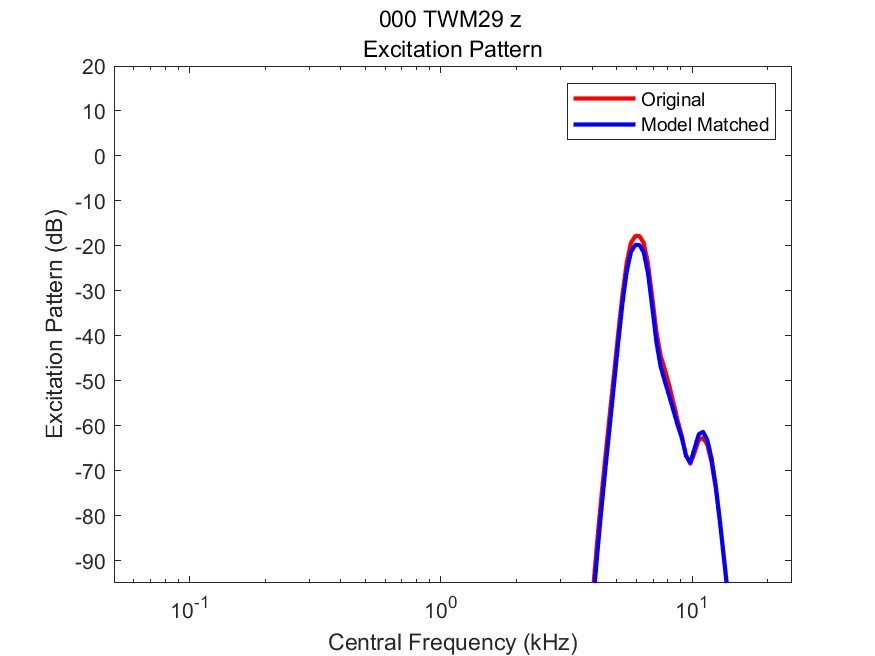 000 TWM29 z
Excitation Pattern
Original
Model Matched
20
10
0
-10
-20
-30
-40
-50
-60
-70
-80
-90
Excitation Pattern (dB)
10-1
100
101
Central Frequency (kHz)